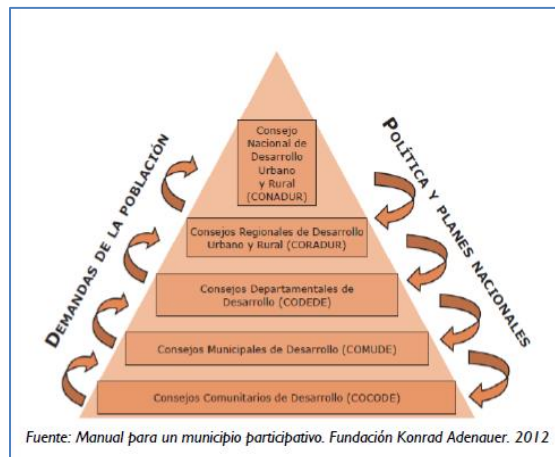 Consejo
Nacional de
Desarrollo
Urbano
y Rural
(CONADUR)
Consejos Regionales de Desarrollo
Urbano y Rural (CORADUR)
Consejos Departamentales de
Desarrollo (CODEDE)
Consejos Municipales de Desarrollo (COMUDE)
Consejos Comunitarios de Desarrollo (COCODE)
DEMANDAS DE LA POBLACIÓN
POLÍTICA Y PLANES NACIONALES
Fuente: Manual para un municipio participativo. Fundación Konrad Adenauer. 2012